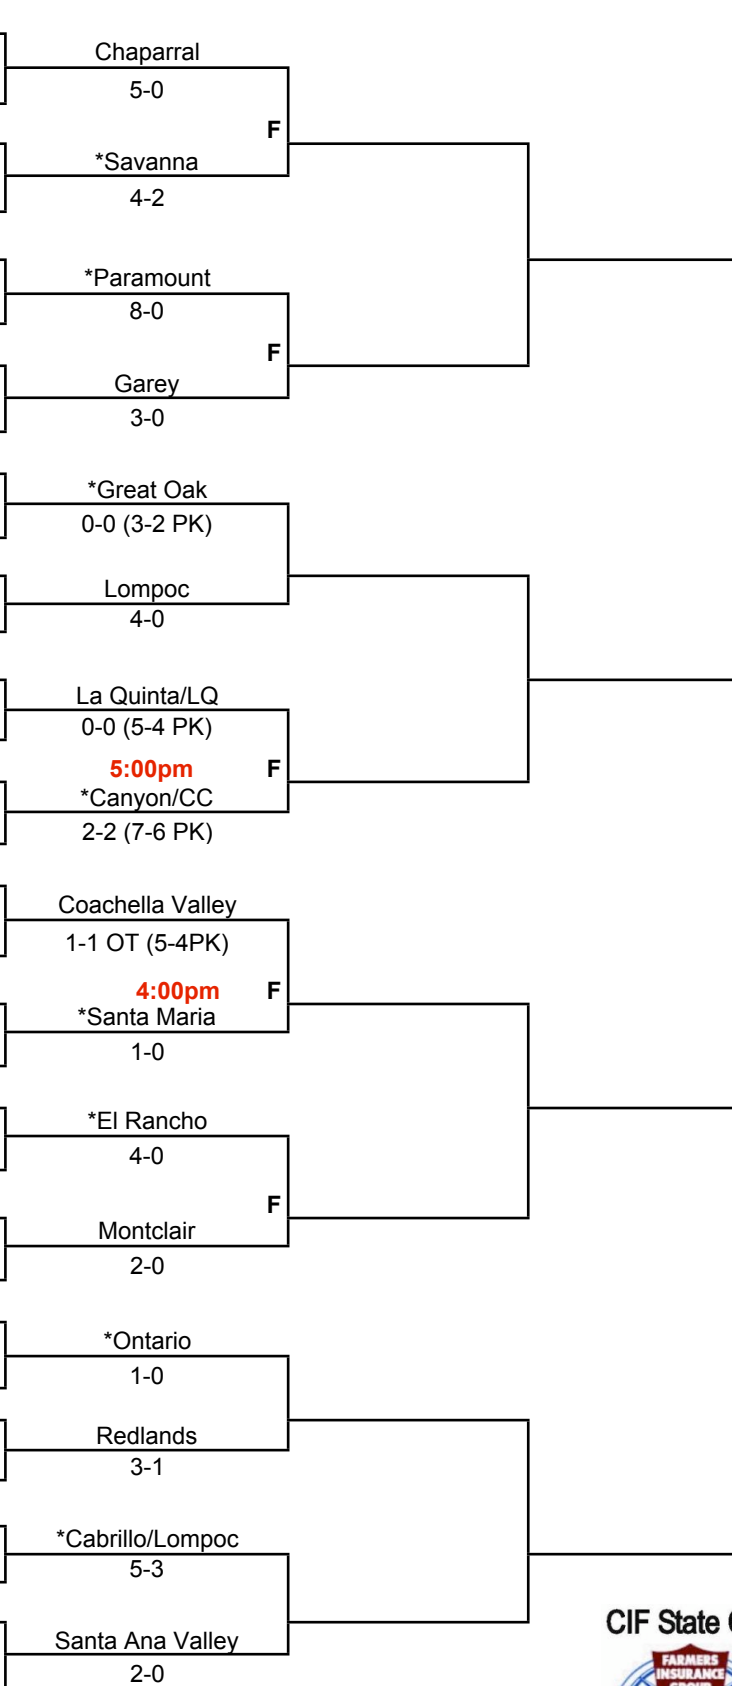 Chaparral
5-0
F
*Savanna
4-2
*Paramount
8-0
F
Garey
3-0
*Great Oak
0-0 (3-2 PK)
Lompoc
4-0
La Quinta/LQ
0-0 (5-4 PK)
5:00pm F
*Canyon/CC
2-2 (7-6 PK)
Coachella Valley
1-1 OT (5-4PK)
4:00pm F
*Santa Maria
1-0
*El Rancho
4-0
F
Montclair
2-0
*Ontario
1-0
Redlands
3-1
*Cabrillo/Lompoc
5-3
CIF State
Santa Ana Valley
FARMERS
INSURANCE
2-0
GROUP